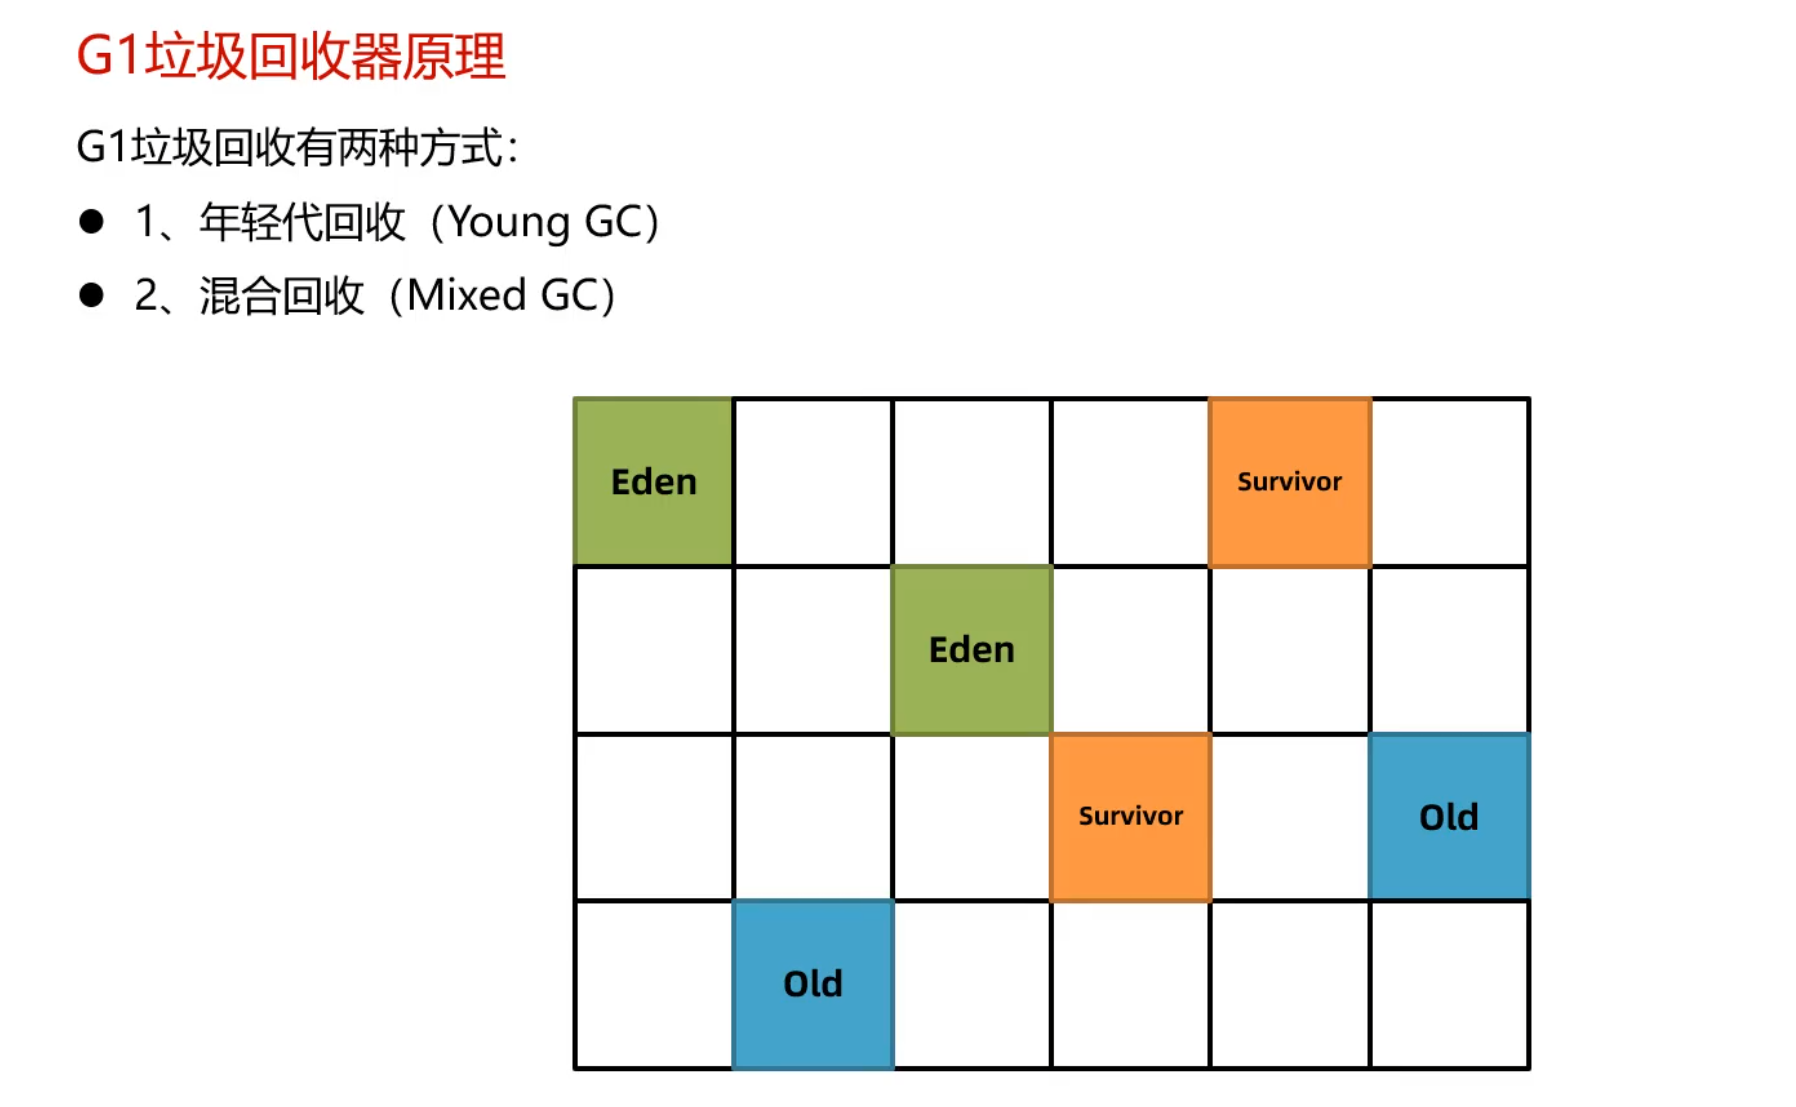 G1垃圾回收器原理
G1垃圾回收有两种方式：
● 1、年轻代回收（Young GC）
● 2、混合回收（Mixed GC）
Eden
Survivor
Eden
Survivor
Old
Old